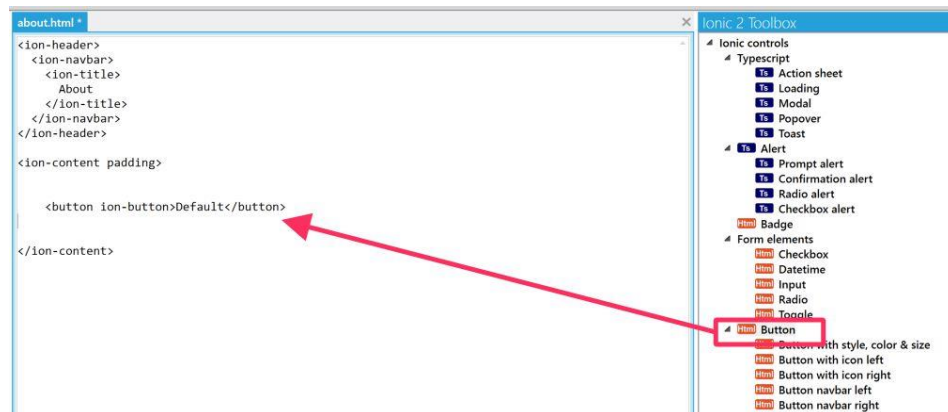 about.html *
<ion-header>
<ion-navbar>
<ion-title>
About
</ion-title>
</ion-navbar>
</ion-header>
<ion-content padding>
<button ion-button>Default</button>
</ion-content>
Ionic 2 Toolbox
Ionic controls
Typescript
Ts Action sheet
Ts Loading
Ts Modal
Ts Popover
Ts Toast
Ts Alert
Ts Prompt alert
Ts Confirmation alert
Ts Radio alert
Ts Checkbox alert
Html Badge
Form elements
Html Checkbox
Html Datetime
Html Input
Html Radio
Html Toggle
Html Button
Html Button with style, color & size
Html Button with icon left
Html Button with icon right
Html Button navbar left
Html Button navbar right